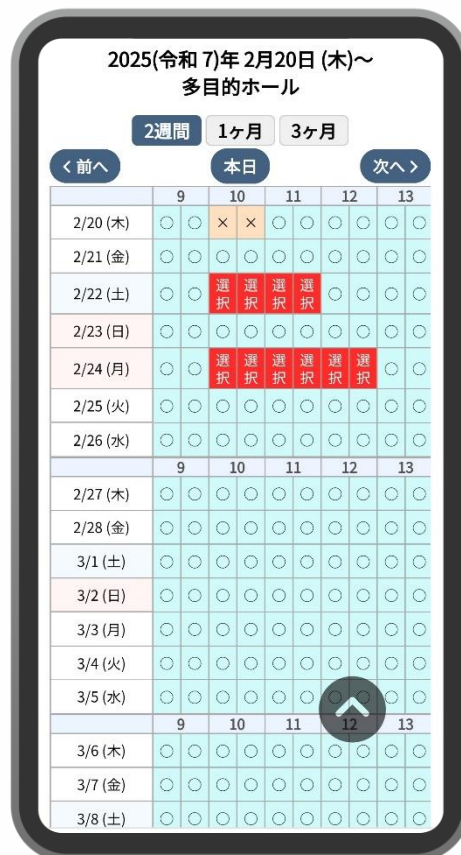 2025(令和 7)年 2月20日 (木)～
多目的ホール
2週間 1ヶ月 3ヶ月
前へ 本日 次へ
9 10 11 12 13
2/20 (木) ○ ○ × × ○ ○ ○ ○ ○ ○
2/21 (金) ○ ○ ○ ○ ○ ○ ○ ○ ○ ○
2/22 (土) ○ ○ 選択 選択 選択 選択 ○ ○ ○ ○
2/23 (日) ○ ○ ○ ○ ○ ○ ○ ○ ○ ○
2/24 (月) ○ ○ 選択 選択 選択 選択 選択 選択 ○ ○
2/25 (火) ○ ○ ○ ○ ○ ○ ○ ○ ○ ○
2/26 (水) ○ ○ ○ ○ ○ ○ ○ ○ ○ ○
9 10 11 12 13
2/27 (木) ○ ○ ○ ○ ○ ○ ○ ○ ○ ○
2/28 (金) ○ ○ ○ ○ ○ ○ ○ ○ ○ ○
3/1 (土) ○ ○ ○ ○ ○ ○ ○ ○ ○ ○
3/2 (日) ○ ○ ○ ○ ○ ○ ○ ○ ○ ○
3/3 (月) ○ ○ ○ ○ ○ ○ ○ ○ ○ ○
3/4 (火) ○ ○ ○ ○ ○ ○ ○ ○ ○ ○
3/5 (水) ○ ○ ○ ○ ○ ○ ○ ○ ○ ○
9 10 11 12 13
3/6 (木) ○ ○ ○ ○ ○ ○ ○ ○ ○ ○
3/7 (金) ○ ○ ○ ○ ○ ○ ○ ○ ○ ○
3/8 (土) ○ ○ ○ ○ ○ ○ ○ ○ ○ ○